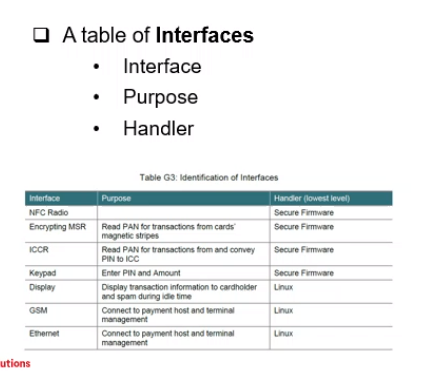 ❑ A table of Interfaces
• Interface
• Purpose
• Handler
Table G3: Identification of Interfaces
Interface Purpose Handler (lowest level)
NFC Radio Secure Firmware
Encrypting MSR Read PAN for transactions from cards' Secure Firmware
magnetic stripes
ICCR Read PAN for transactions from and convey Secure Firmware
PIN to ICC
Keypad Enter PIN and Amount Secure Firmware
Display Display transaction information to cardholder Linux
and spam during idle time
GSM Connect to payment host and terminal Linux
management
Ethernet Connect to payment host and terminal Linux
management
utions